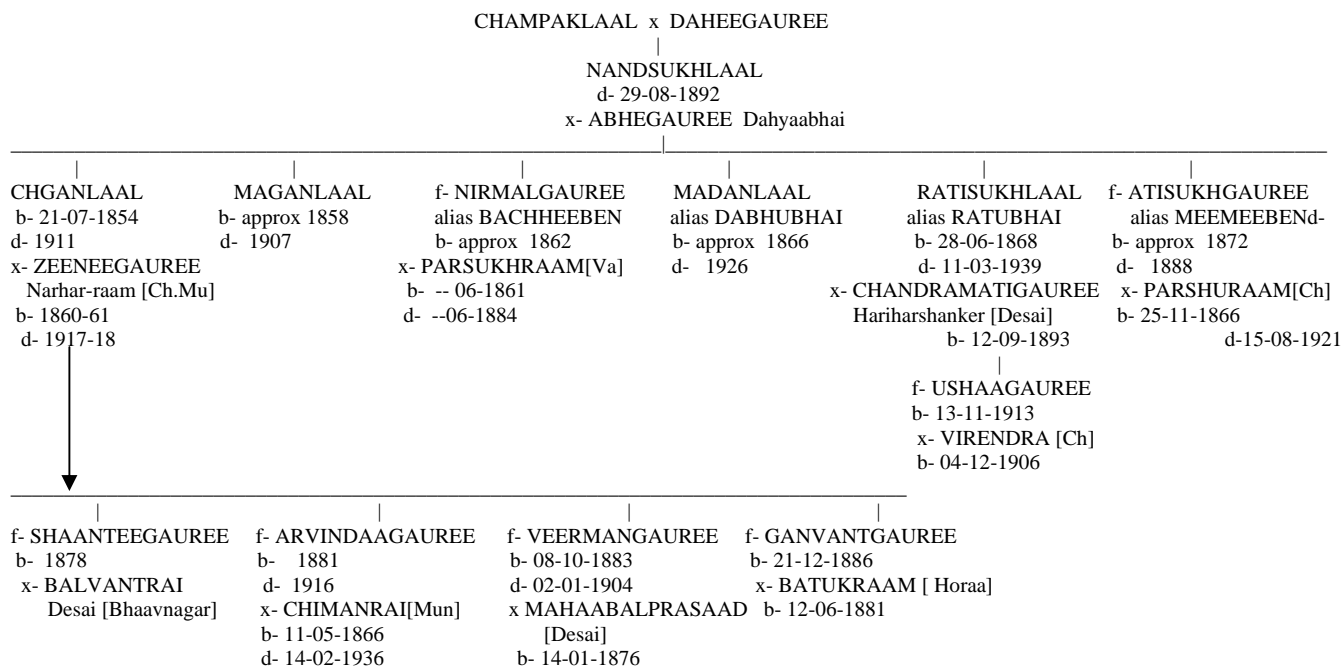 CHAMPAKLAAL x DAHEEGAUREE
NANDSUKHLAAL
d- 29-08-1892
x- ABHEGAUREE Dahyaabhai
CHGANLAAL
b- 21-07-1854
d- 1911
x- ZEENEEGAUREE
Narhar-raam [Ch.Mu]
b- 1860-61
d- 1917-18
MAGANLAAL
b- approx 1858
d- 1907
f- NIRMALGAUREE
alias BACHHEEBEN
b- approx 1862
x- PARSUKHRAAM[Va]
b- -- 06-1861
d- --06-1884
MADANLAAL
alias DABHUBHAI
b- approx 1866
d- 1926
RATISUKHLAAL
alias RATUBHAI
b- 28-06-1868
d- 11-03-1939
x- CHANDRAMATIGAUREE
Hariharshanker [Desai]
b- 12-09-1893
f- ATISUKHGAUREE
alias MEEMEEBENd-
b- approx 1872
d- 1888
x- PARSHURAAM[Ch]
b- 25-11-1866
d-15-08-1921
f- USHAAGAUREE
b- 13-11-1913
x- VIRENDRA [Ch]
b- 04-12-1906
f- SHAANTEEGAUREE
b- 1878
x- BALVANTRAI
Desai [Bhaavnagar]
f- ARVINDAAGAUREE
b- 1881
d- 1916
x- CHIMANRAI[Mun]
b- 11-05-1866
d- 14-02-1936
f- VEERMANGAUREE
b- 08-10-1883
d- 02-01-1904
x MAHAABALPRASAAD
[Desai]
b- 14-01-1876
f- GANVANTGAUREE
b- 21-12-1886
x- BATUKRAAM [ Horaa]
b- 12-06-1881